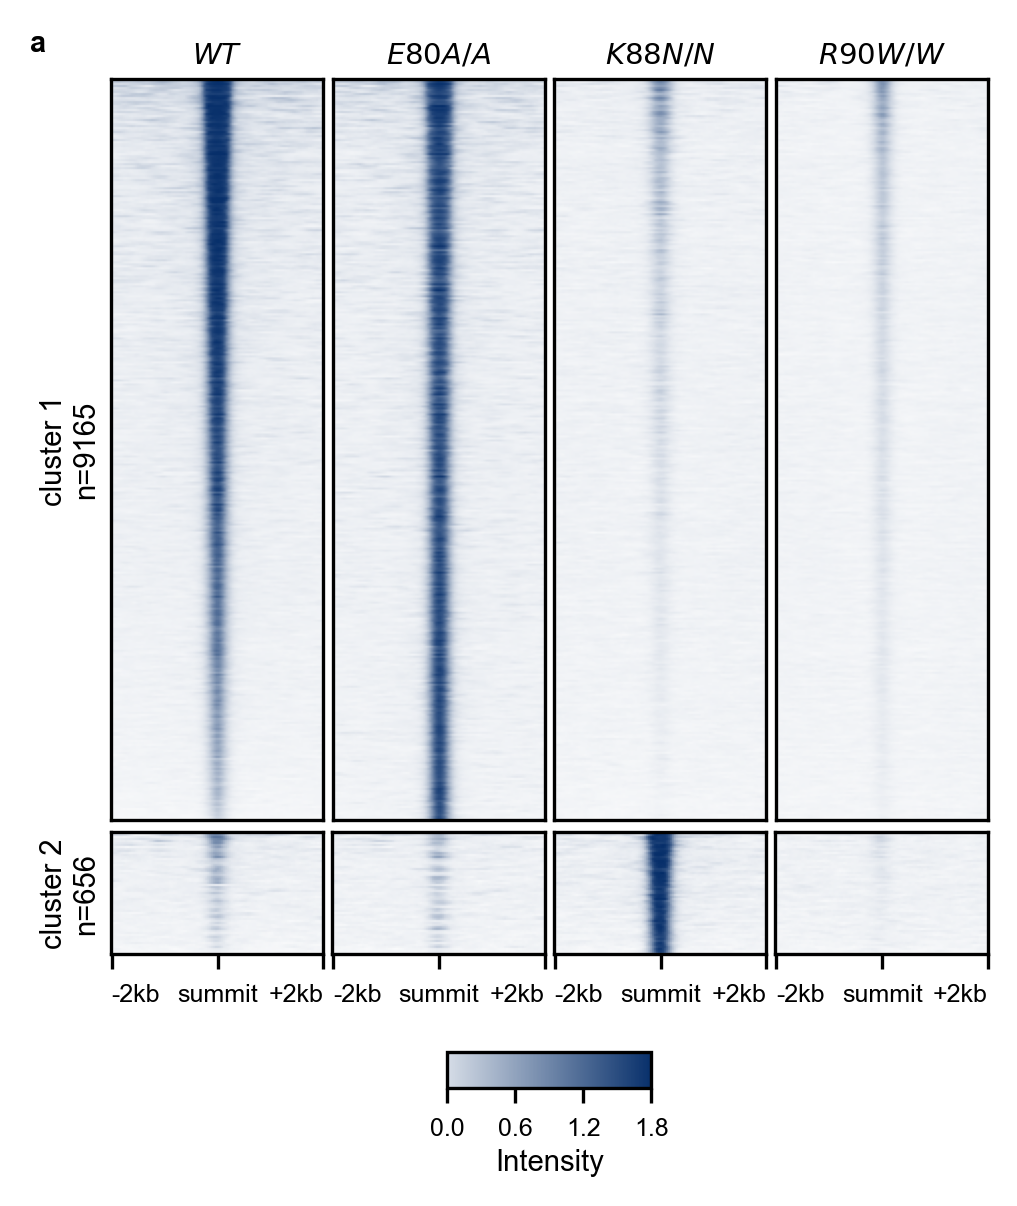 a
WT E80A/A K88N/N R90W/W
cluster 1
n=9165
cluster 2
n=656
-2kb summit +2kb -2kb summit +2kb -2kb summit +2kb -2kb summit +2kb
0.0 0.6 1.2 1.8
Intensity